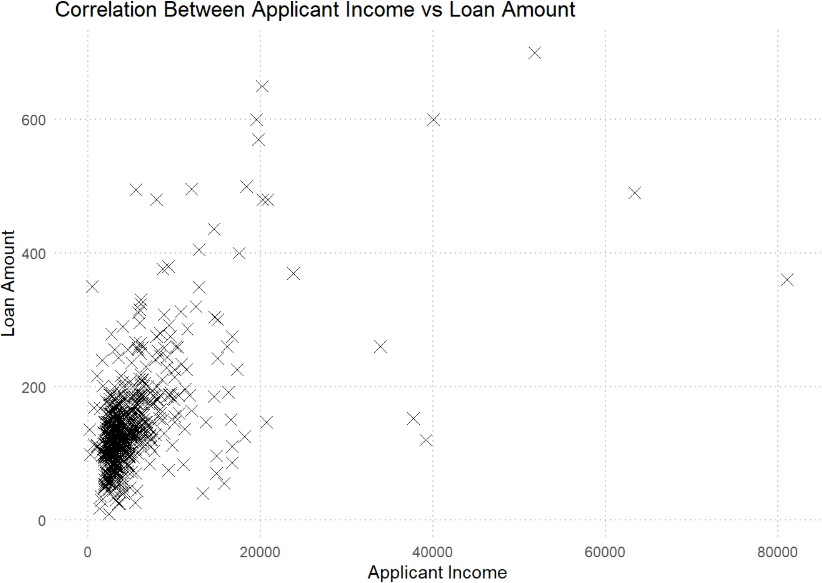 Correlation Between Applicant Income vs Loan Amount
Loan Amount
600
400
200
0
0 20000 40000 60000 80000
Applicant Income